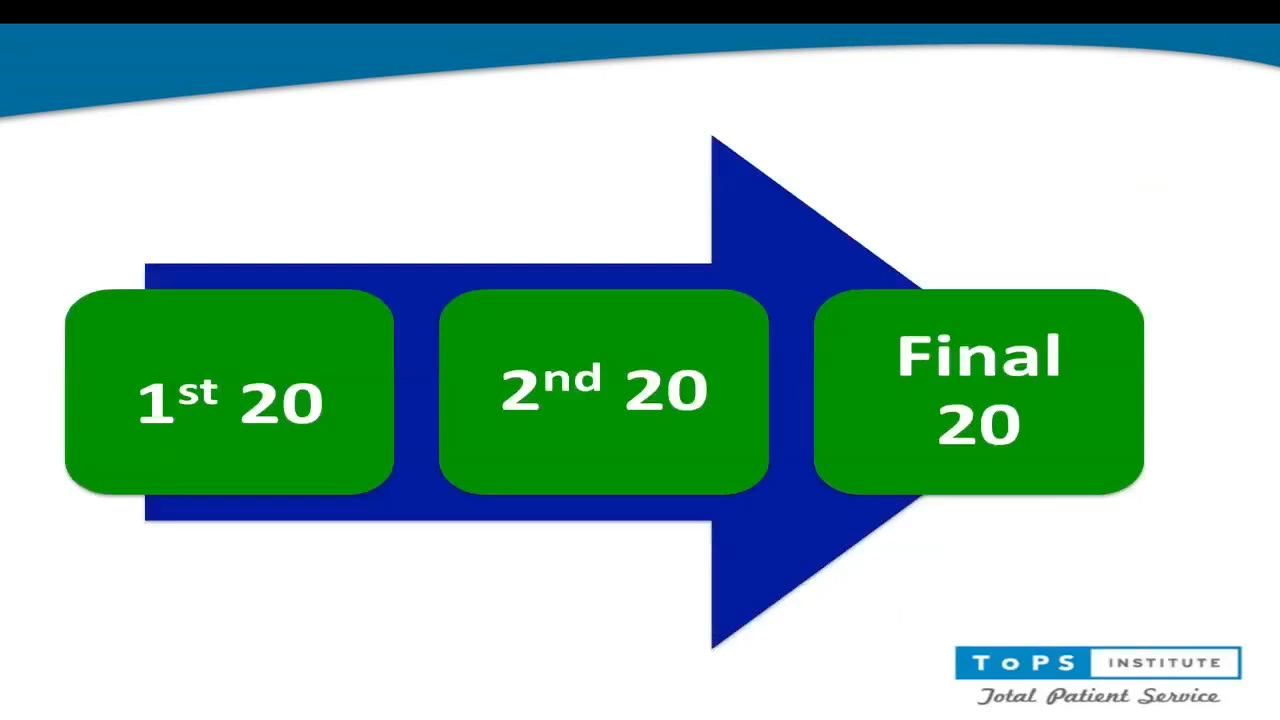 1st 20
2nd 20
Final
20
ToPS INSTITUTE
Total Patient Service